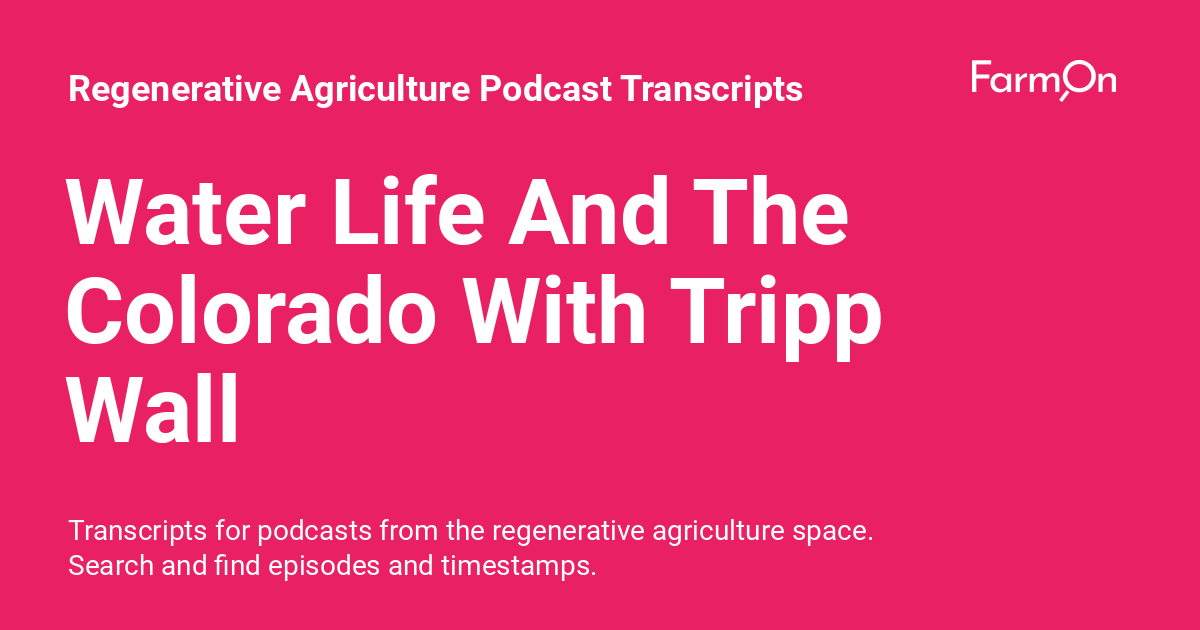 Regenerative Agriculture Podcast Transcripts
FarmOn
Water Life And The
Colorado With Tripp
Wall
Transcripts for podcasts from the regenerative agriculture space.
Search and find episodes and timestamps.